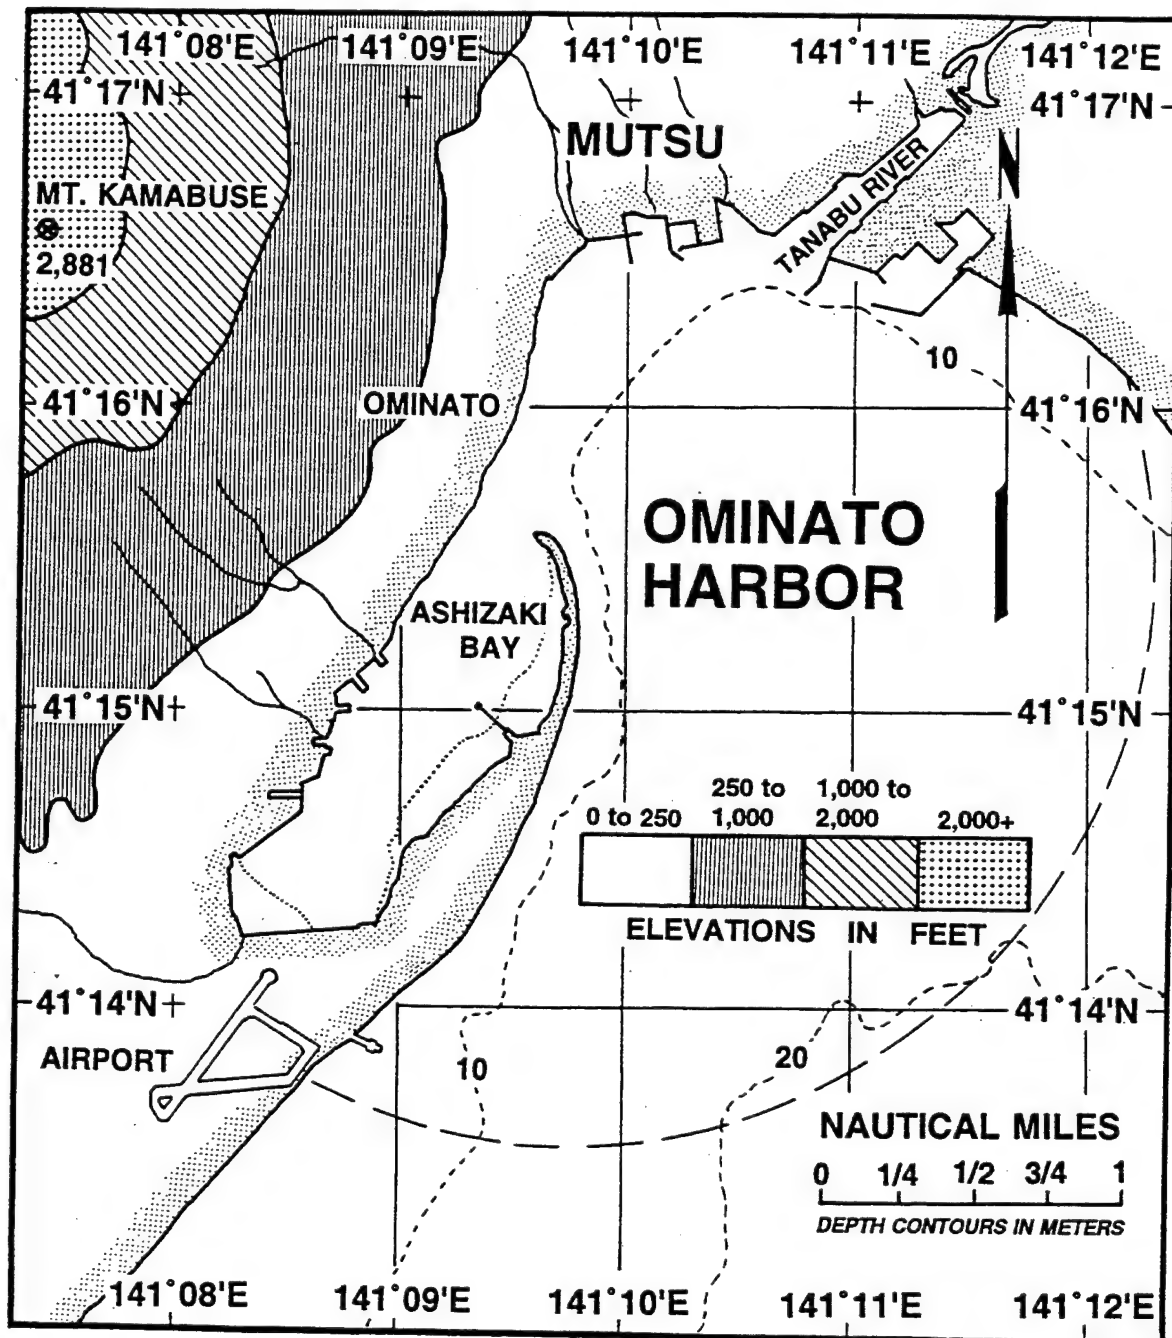 141°08'E 141°09'E 141°10'E 141°11'E 141°12'E
41°17'N 41°17'N
MUTSU
N
TANABU RIVER
MT. KAMABUSE
2,881
10
41°16'N OMINATO 41°16'N
OMINATO
HARBOR
ASHIZAKI
BAY
41°15'N 41°15'N
250 to 1,000 to
0 to 250 1,000 2,000 2,000+
ELEVATIONS IN FEET
41°14'N 41°14'N
AIRPORT
10
20
NAUTICAL MILES
0 1/4 1/2 3/4 1
DEPTH CONTOURS IN METERS
141°08'E 141°09'E 141°10'E 141°11'E 141°12'E